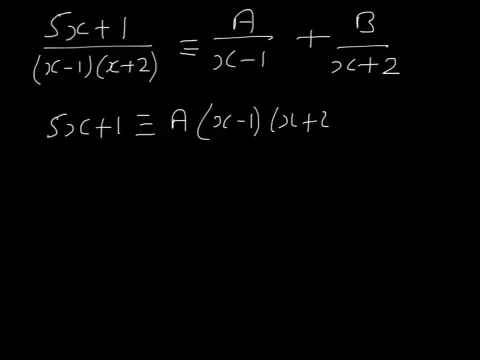 5x+1 / (x-1)(x+2) ≡ A / x-1 + B / x+2
5x+1 ≡ A(x-1)(x+2